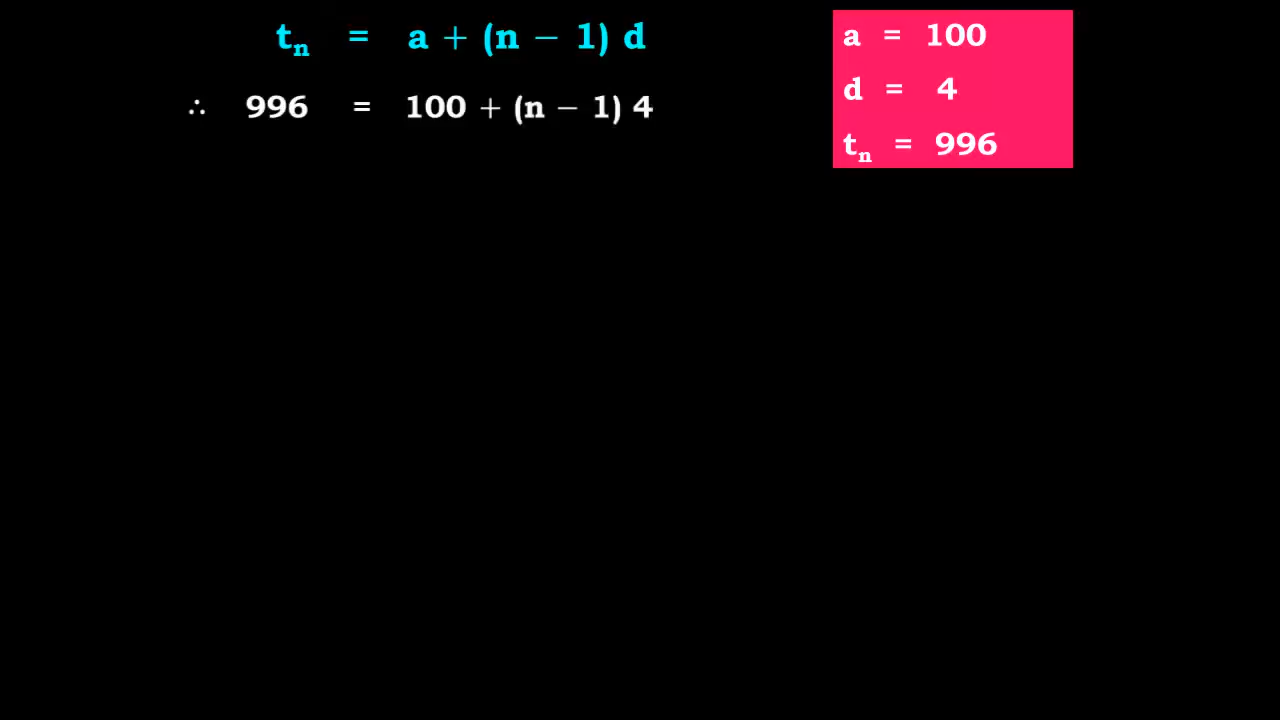 tₙ = a + (n − 1) d
∴ 996 = 100 + (n − 1) 4
a = 100
d = 4
tₙ = 996